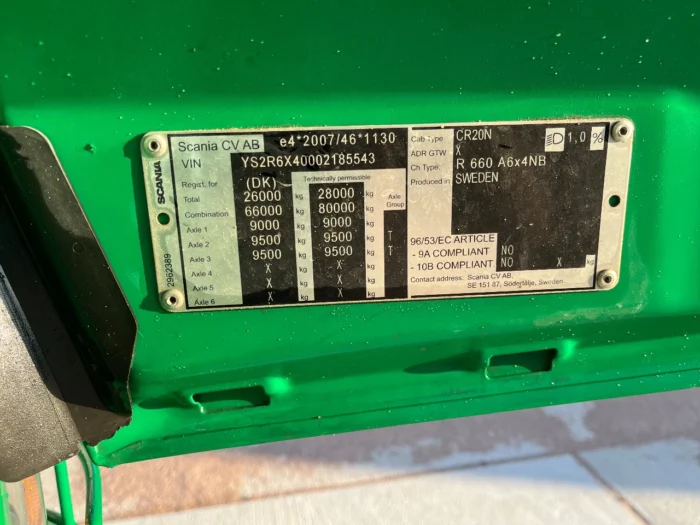 Scania CV AB e4*2007/46*1130
VIN YS2R6X40002185543
Regist. for (DK) Technically permissible
Total 26000 kg 28000 kg Axle Group
Combination 66000 kg 80000 kg
Axle 1 9000 kg 9000 kg
Axle 2 9500 kg 9500 kg T
Axle 3 9500 kg 9500 kg T
Axle 4 X kg X kg
Axle 5 X kg X kg
Axle 6 X kg X kg
Cab Type CR20N 1,0 %
ADR GTW X
Ch Type: R 660 A6x4NB
Produced in SWEDEN
96/53/EC ARTICLE
- 9A COMPLIANT NO
- 10B COMPLIANT NO X kg
Contact address: Scania CV AB,
SE 151 87, Södertälje, Sweden
SCANIA
2992389